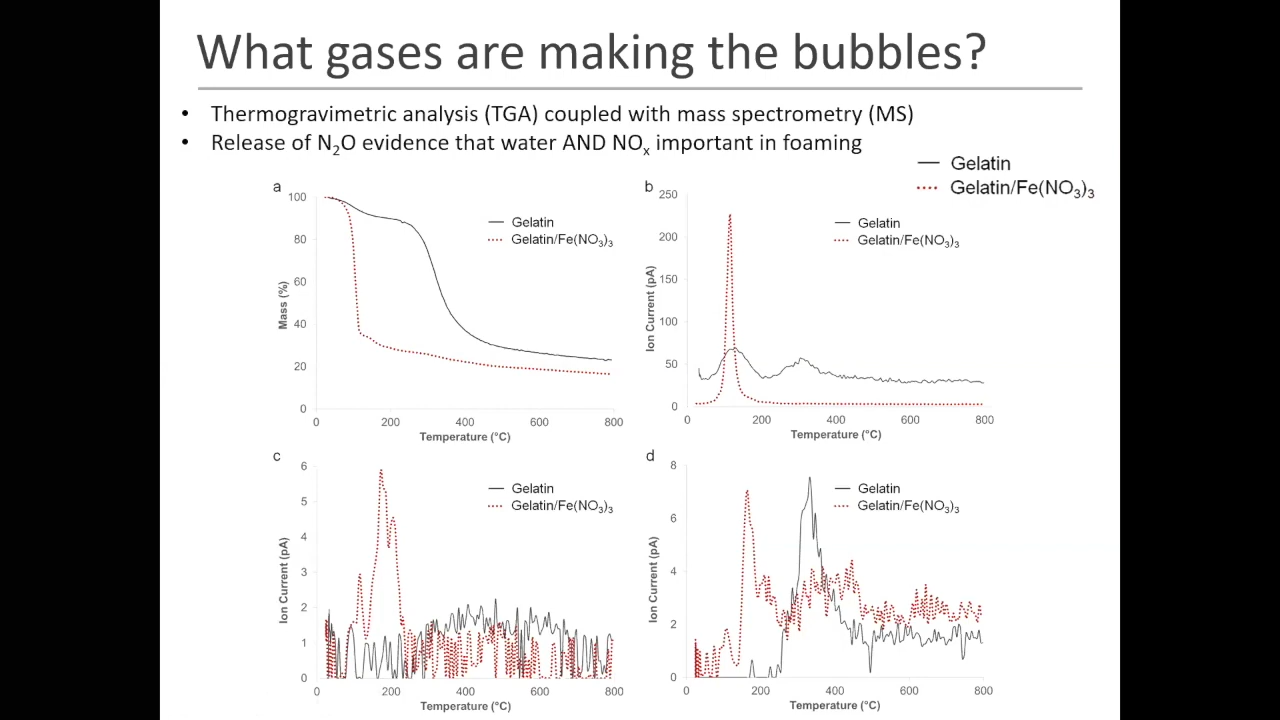 What gases are making the bubbles?
• Thermogravimetric analysis (TGA) coupled with mass spectrometry (MS)
• Release of N₂O evidence that water AND NOₓ important in foaming
Gelatin
Gelatin/Fe(NO₃)₃
a
100
80
60
40
20
0
Mass (%)
Gelatin
Gelatin/Fe(NO₃)₃
0 200 400 600 800
Temperature (°C)
b
250
200
150
100
50
0
Ion Current (pA)
Gelatin
Gelatin/Fe(NO₃)₃
0 200 400 600 800
Temperature (°C)
c
6
5
4
3
2
1
0
Ion Current (pA)
Gelatin
Gelatin/Fe(NO₃)₃
0 200 400 600 800
Temperature (°C)
d
8
6
4
2
0
Ion Current (pA)
Gelatin
Gelatin/Fe(NO₃)₃
0 200 400 600 800
Temperature (°C)